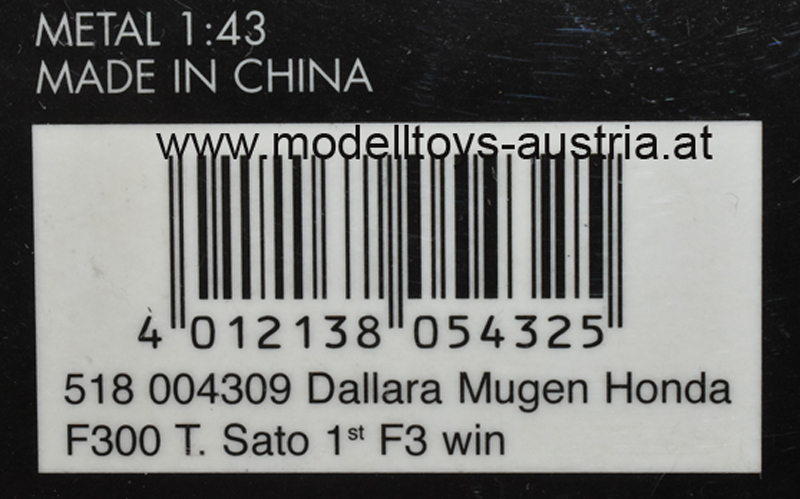 METAL 1:43
MADE IN CHINA
www.modelltoys-austria.at
4 012138 054325
518 004309 Dallara Mugen Honda
F300 T. Sato 1st F3 win